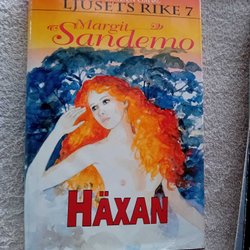 LJUSETS RIKE 7
Margit
Sandemo
HÄXAN